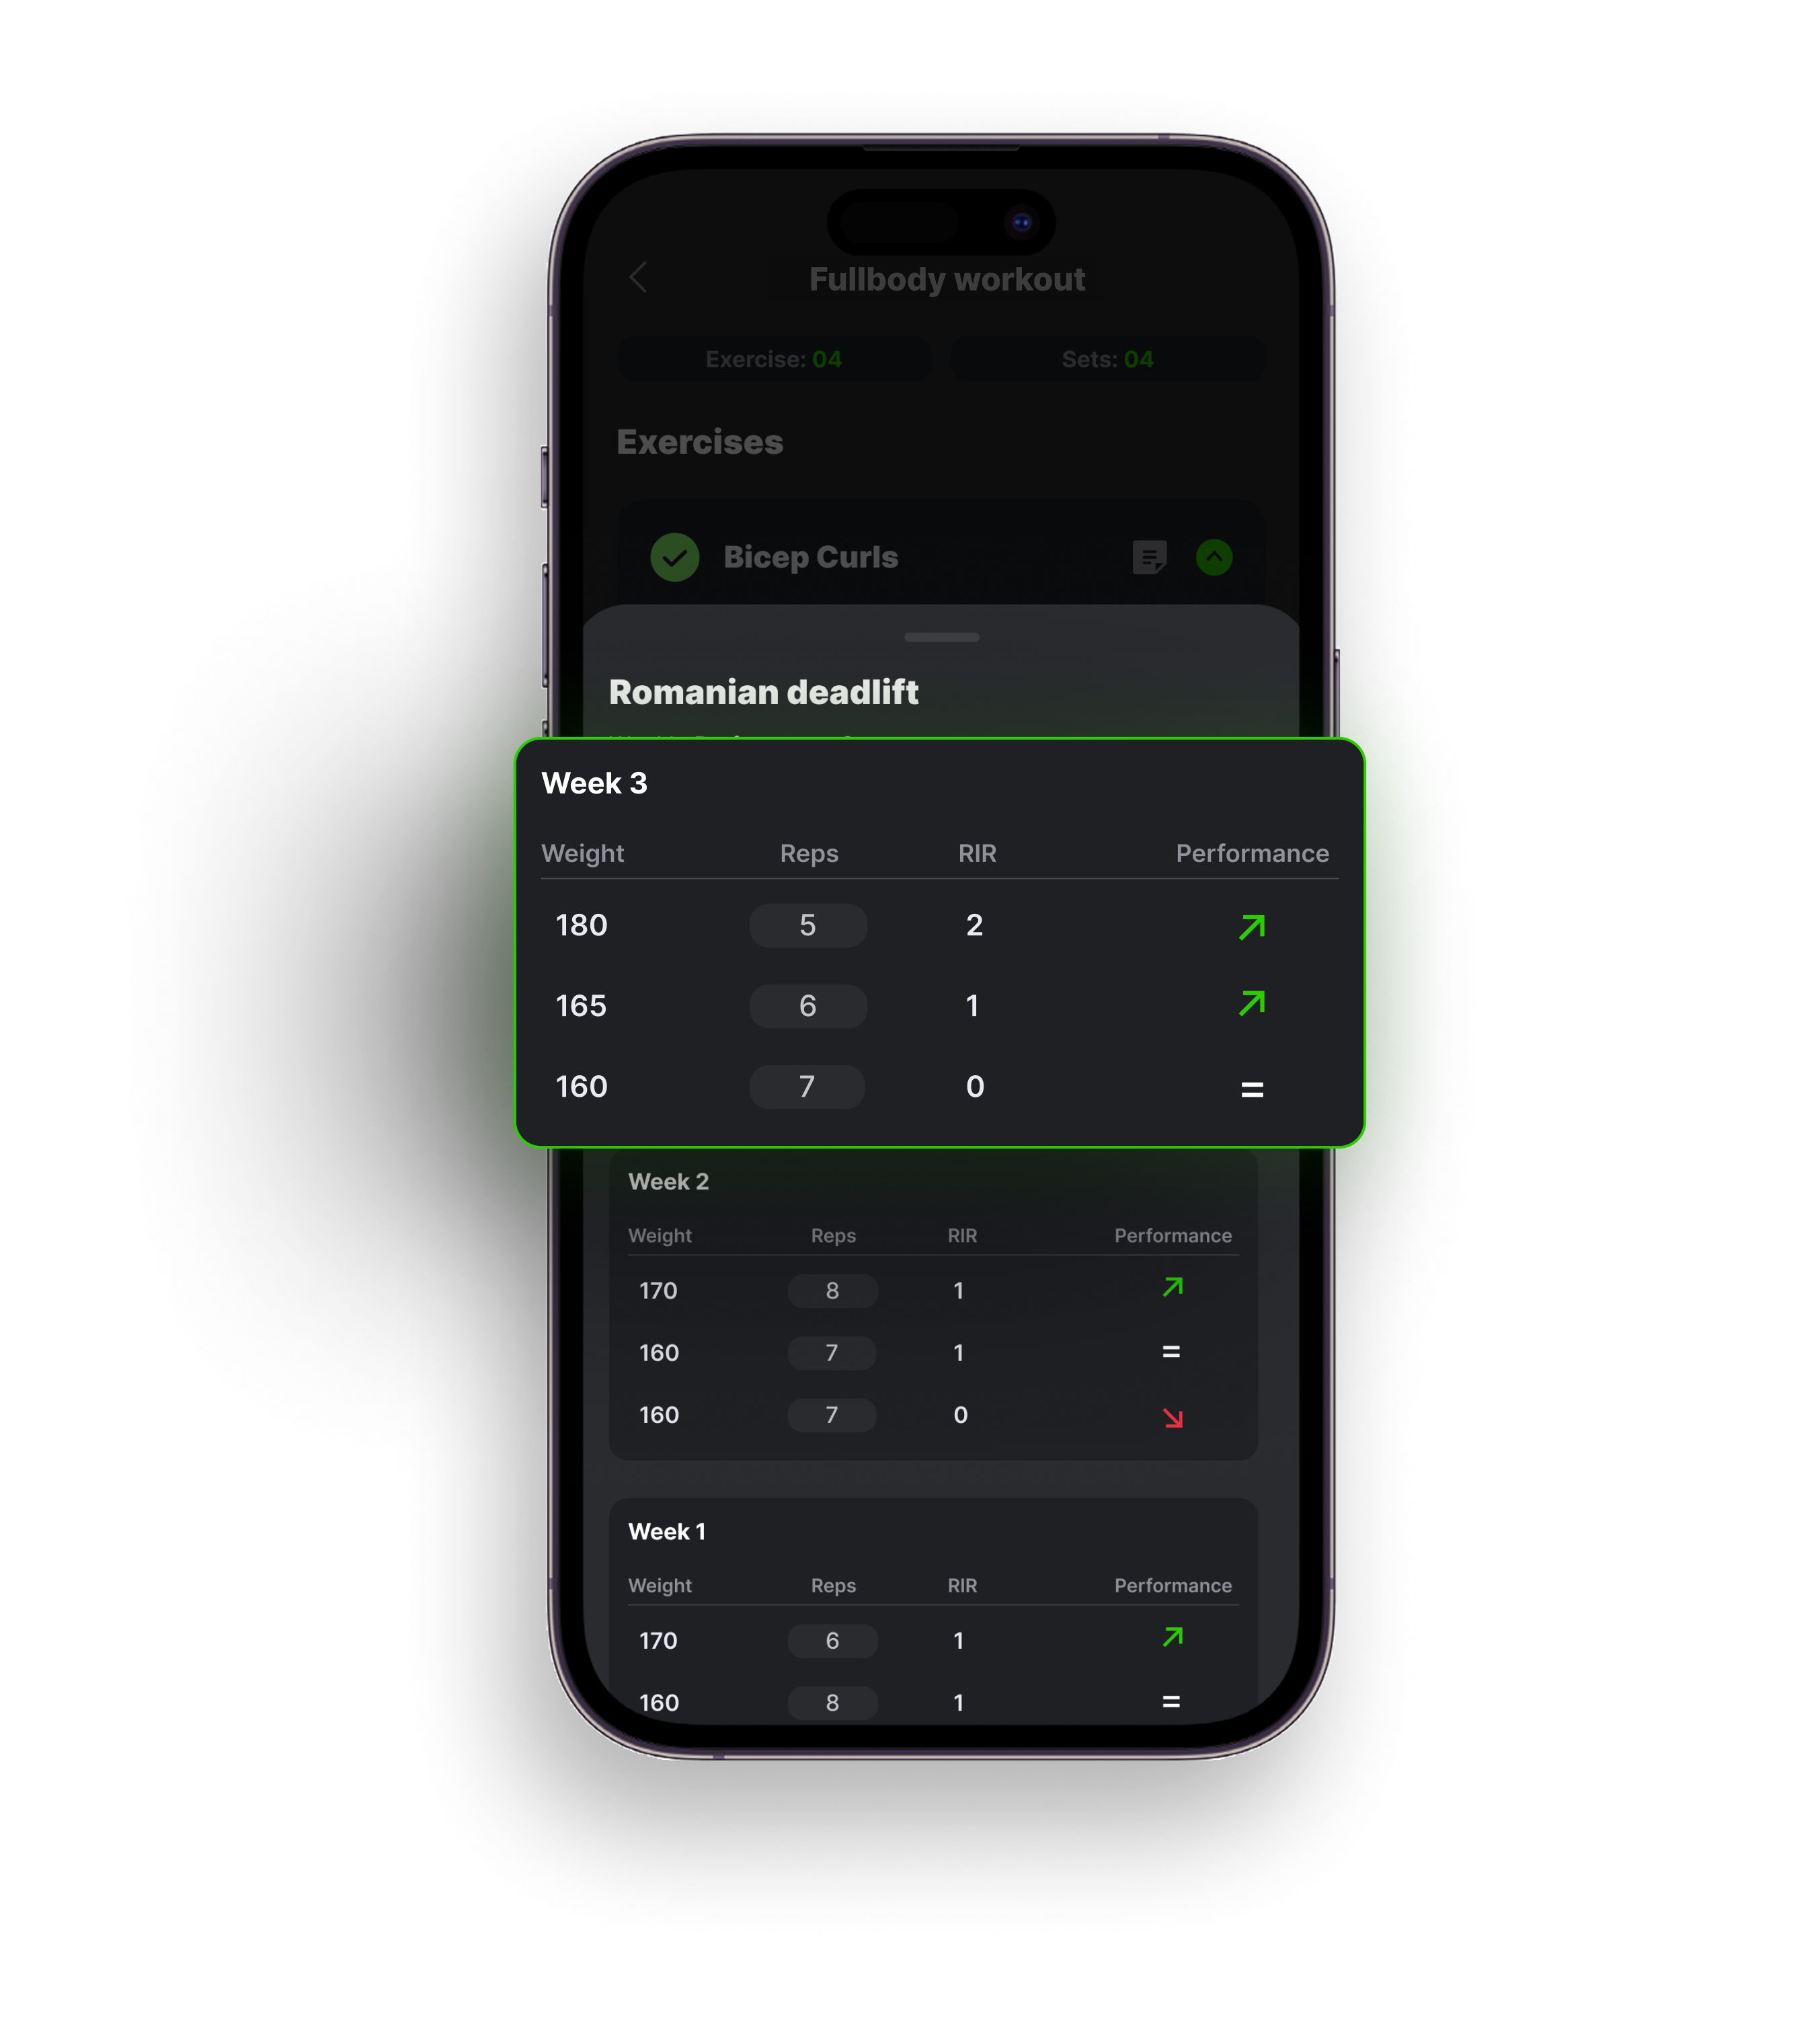 Fullbody workout
Exercise: 04 Sets: 04
Exercises
Bicep Curls
Romanian deadlift
Week 3
Weight Reps RIR Performance
180 5 2
165 6 1
160 7 0 =
Week 2
Weight Reps RIR Performance
170 8 1
160 7 1 =
160 7 0
Week 1
Weight Reps RIR Performance
170 6 1
160 8 1 =